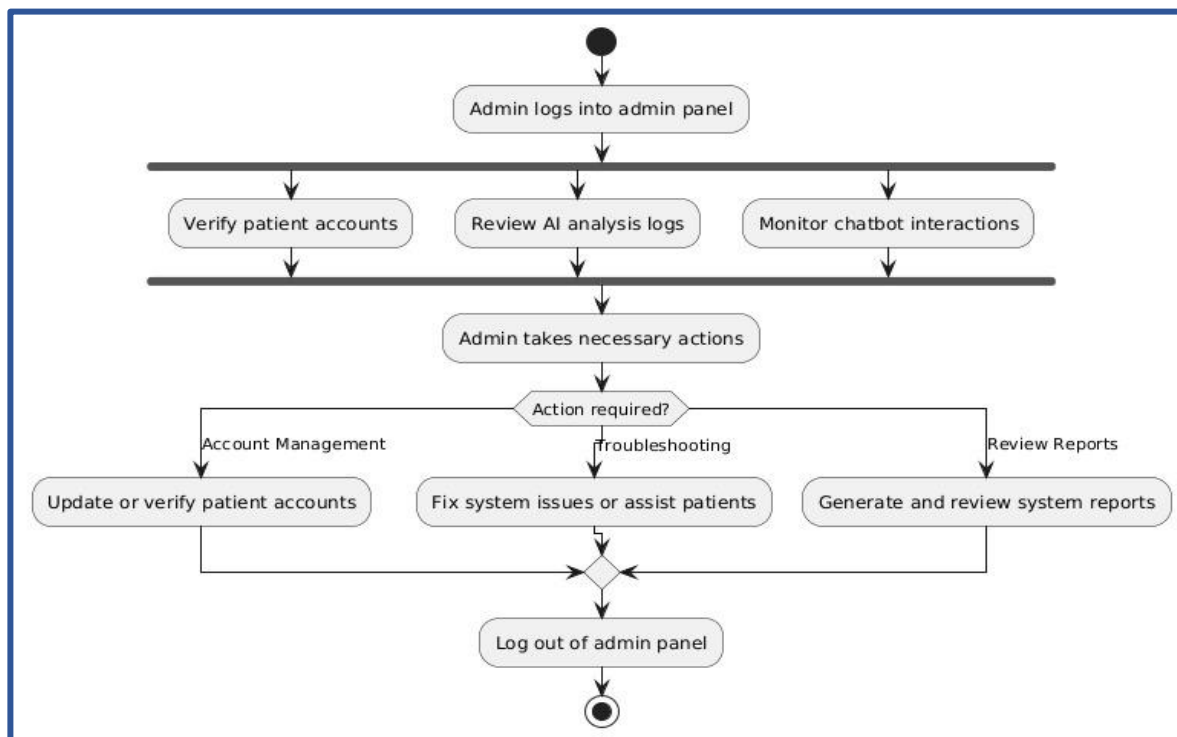 Admin logs into admin panel
Verify patient accounts
Review AI analysis logs
Monitor chatbot interactions
Admin takes necessary actions
Action required?
Account Management
Troubleshooting
Review Reports
Update or verify patient accounts
Fix system issues or assist patients
Generate and review system reports
Log out of admin panel